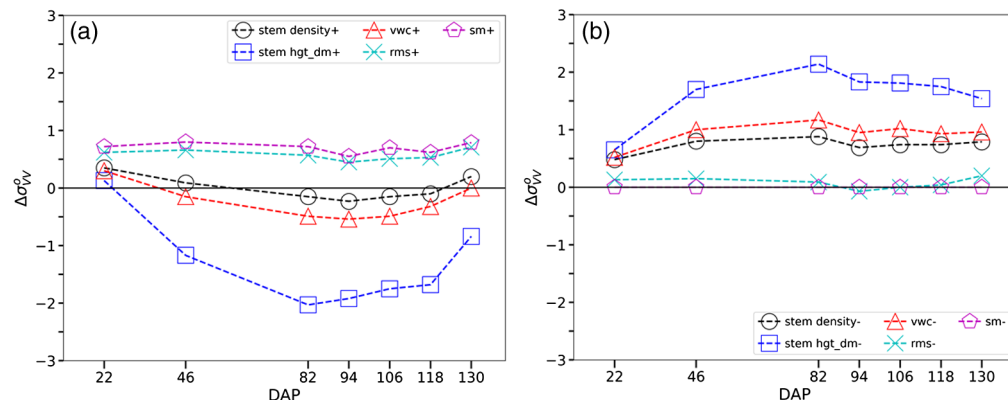 (a)
stem density+ vwc+ sm+
stem hgt_dm+ rms+
3
2
1
0
−1
−2
−3
Δσ°VV
22 46 82 94 106 118 130
DAP
(b)
3
2
1
0
−1
−2
−3
Δσ°VV
stem density- vwc- sm-
stem hgt_dm- rms-
22 46 82 94 106 118 130
DAP